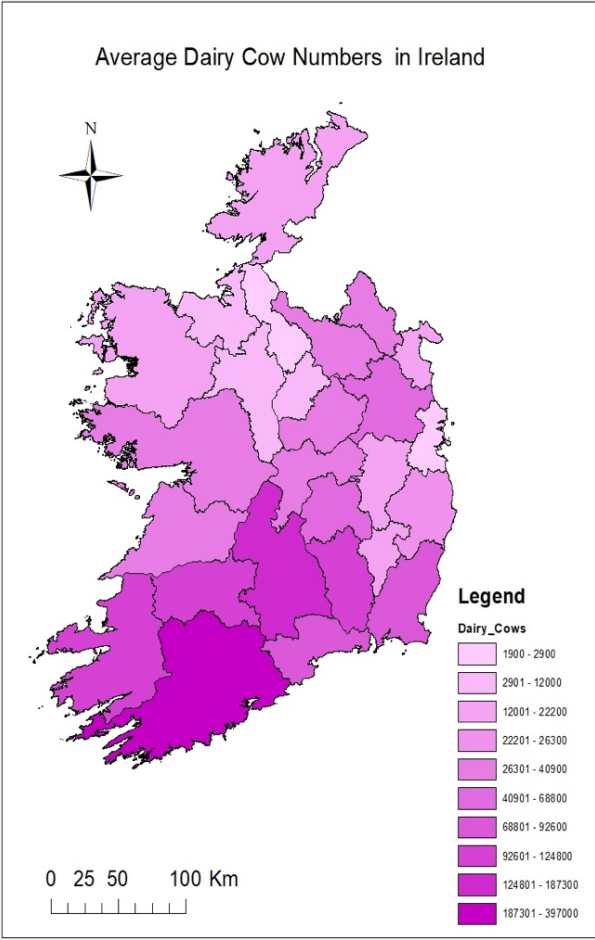 Average Dairy Cow Numbers in Ireland
N
Legend
Dairy_Cows
1900 - 2900
2901 - 12000
12001 - 22200
22201 - 26300
26301 - 40900
40901 - 68800
68801 - 92600
92601 - 124800
124801 - 187300
187301 - 397000
0 25 50 100 Km